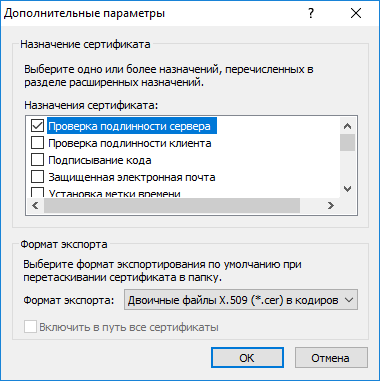 Дополнительные параметры
Назначение сертификата
Выберите одно или более назначений, перечисленных в
разделе расширенных назначений.
Назначения сертификата:
Проверка подлинности сервера
Проверка подлинности клиента
Подписывание кода
Защищенная электронная почта
Установка метки времени
Формат экспорта
Выберите формат экспортирования по умолчанию при
перетаскивании сертификата в папку.
Формат экспорта: Двоичные файлы X.509 (*.cer) в кодиров
Включить в путь все сертификаты
ОК Отмена